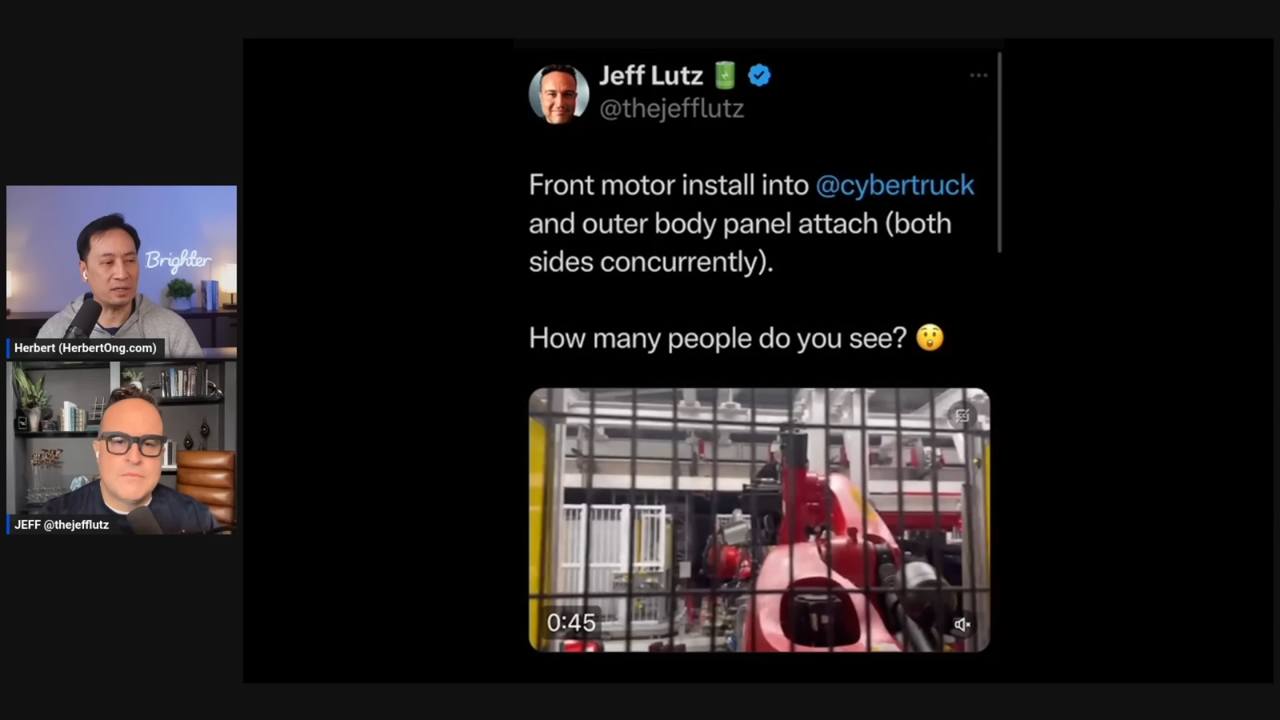 Brighter
Herbert (HerbertOng.com)
JEFF @thejefflutz
Jeff Lutz
@thejefflutz
Front motor install into @cybertruck
and outer body panel attach (both
sides concurrently).
How many people do you see? 😲
0:45